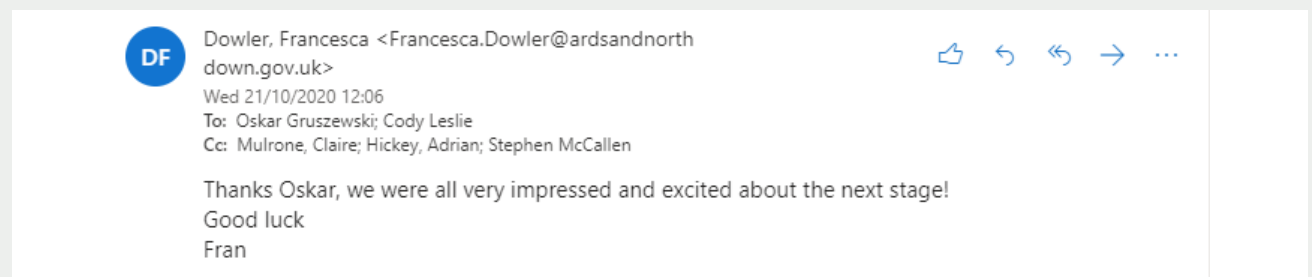 DF
Dowler, Francesca <Francesca.Dowler@ardsandnorth
down.gov.uk>
Wed 21/10/2020 12:06
To: Oskar Gruszewski; Cody Leslie
Cc: Mulrone, Claire; Hickey, Adrian; Stephen McCallen
Thanks Oskar, we were all very impressed and excited about the next stage!
Good luck
Fran